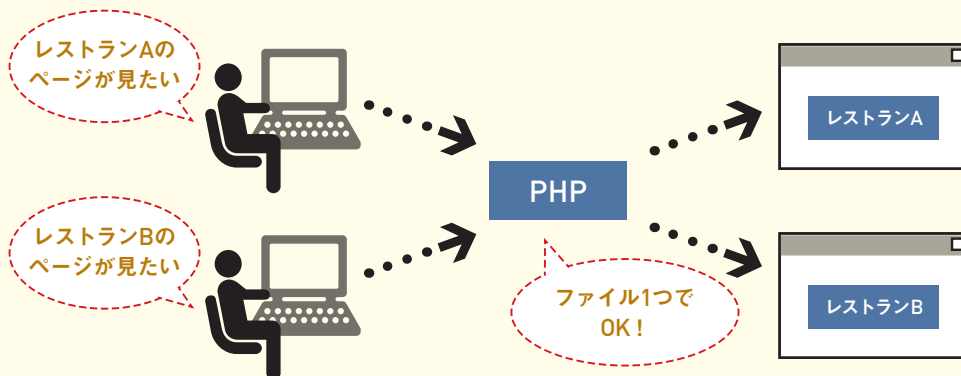 レストランAの
ページが見たい
レストランA
PHP
レストランBの
ページが見たい
ファイル1つで
OK!
レストランB